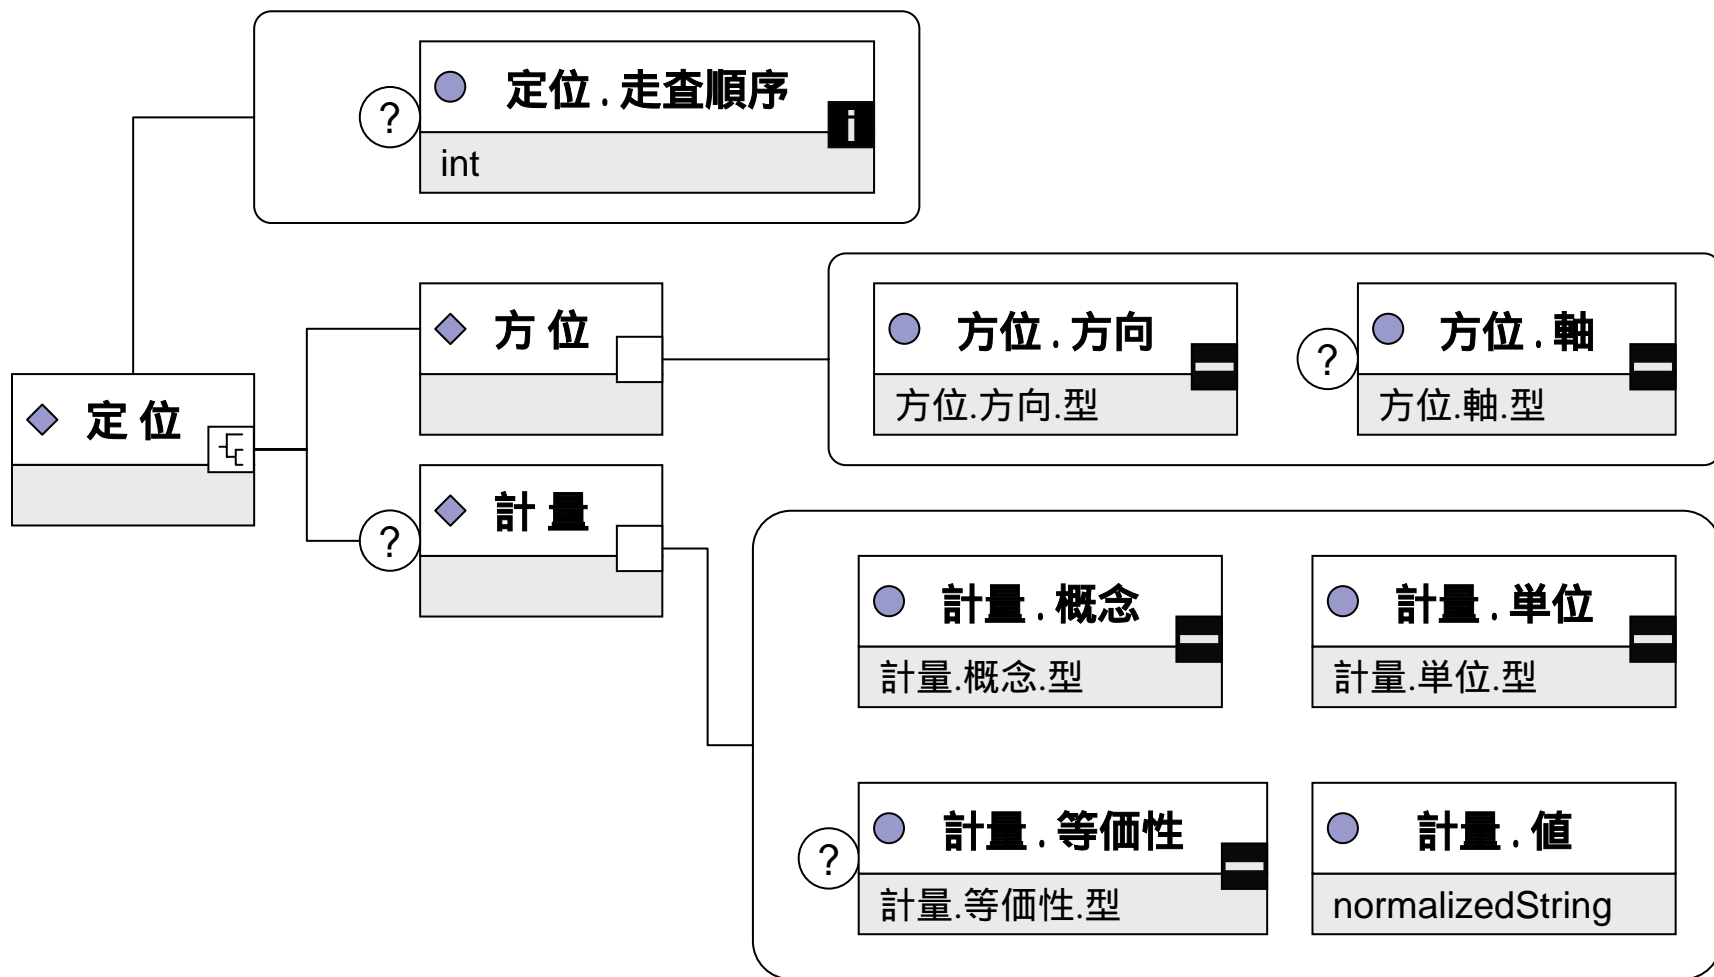 定位 . 走査順序
?
i
int
方 位
方位 . 方向
方位.方向.型
?
方位 . 軸
方位.軸.型
定 位
?
計 量
計量 . 概念
計量.概念.型
計量 . 単位
計量.単位.型
?
計量 . 等価性
計量.等価性.型
計量 . 値
normalizedString